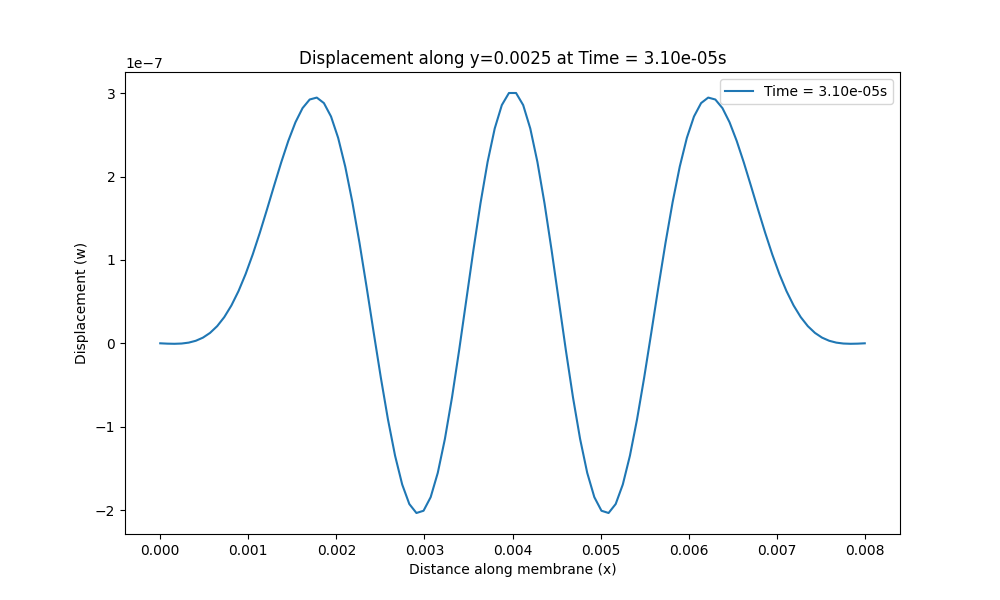 Displacement along y=0.0025 at Time = 3.10e-05s
1e−7
Time = 3.10e-05s
3
2
1
0
−1
−2
Displacement (w)
0.000 0.001 0.002 0.003 0.004 0.005 0.006 0.007 0.008
Distance along membrane (x)